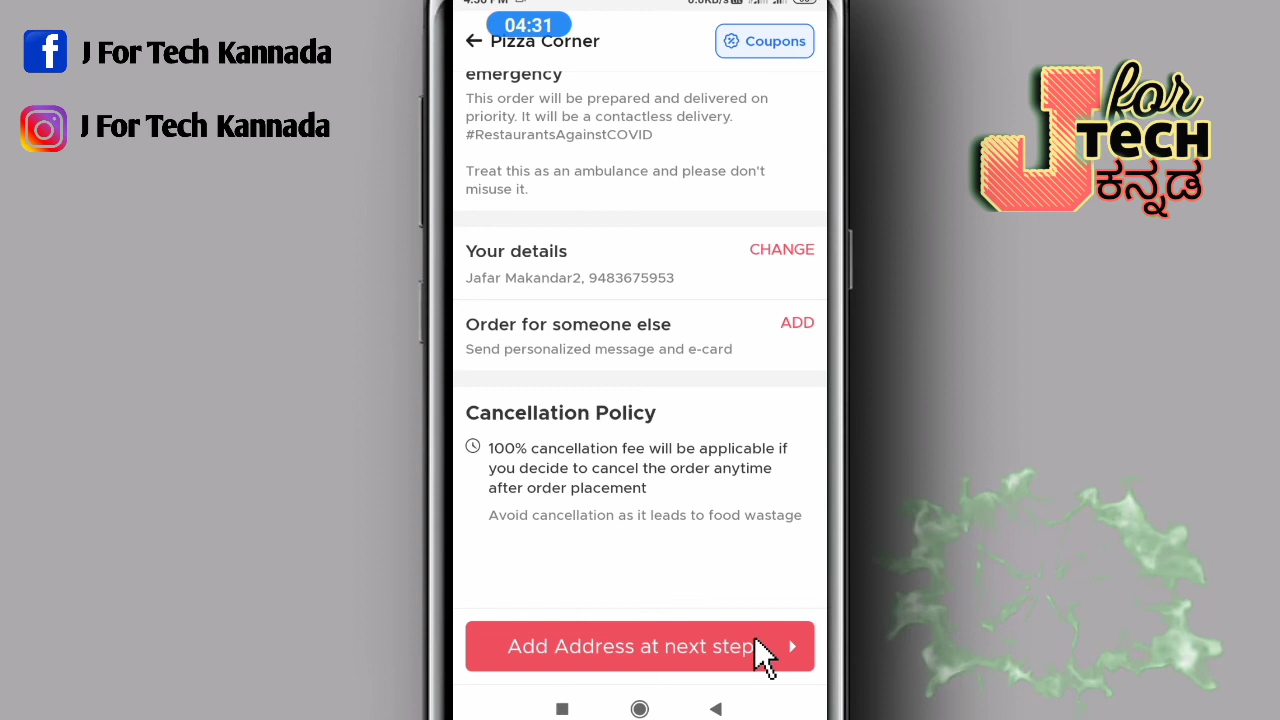 J For Tech Kannada
J For Tech Kannada
04:31
Pizza Corner
Coupons
emergency
This order will be prepared and delivered on
priority. It will be a contactless delivery.
#RestaurantsAgainstCOVID
Treat this as an ambulance and please don't
misuse it.
Your details
CHANGE
Jafar Makandar2, 9483675953
Order for someone else
ADD
Send personalized message and e-card
Cancellation Policy
100% cancellation fee will be applicable if
you decide to cancel the order anytime
after order placement
Avoid cancellation as it leads to food wastage
Add Address at next step
J for
TECH
ಕನ್ನಡ